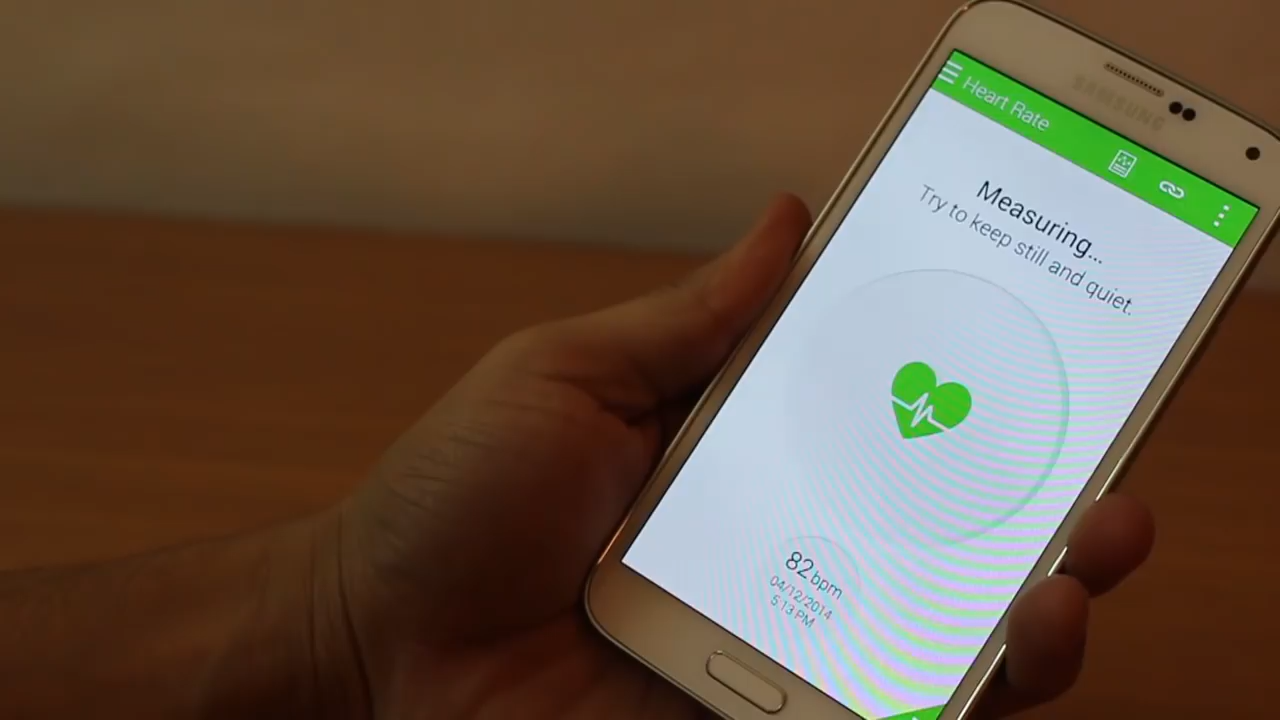 SAMSUNG
Heart Rate
Measuring...
Try to keep still and quiet.
82 bpm
04/12/2014
5:13 PM